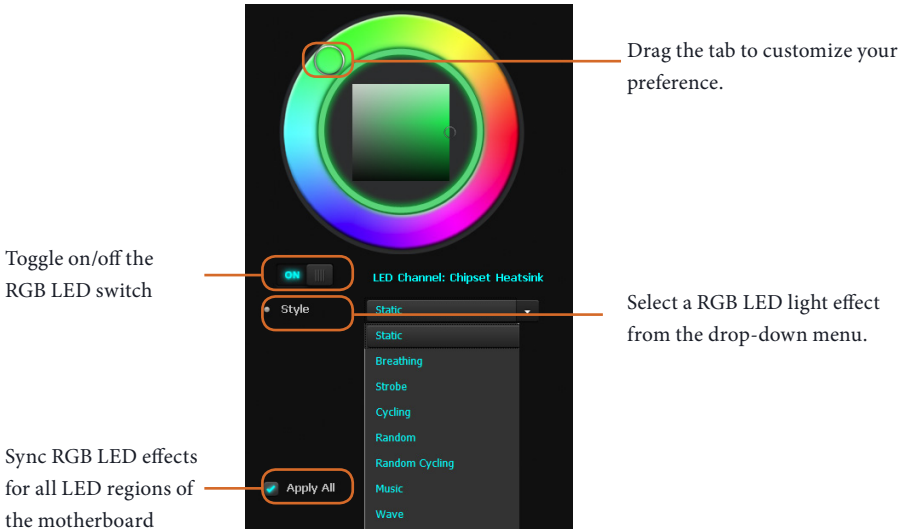 Drag the tab to customize your
preference.
Toggle on/off the
RGB LED switch
ON
LED Channel: Chipset Heatsink
Style
Static
Select a RGB LED light effect
from the drop-down menu.
Static
Breathing
Strobe
Cycling
Random
Random Cycling
Music
Wave
Sync RGB LED effects
for all LED regions of
the motherboard
Apply All